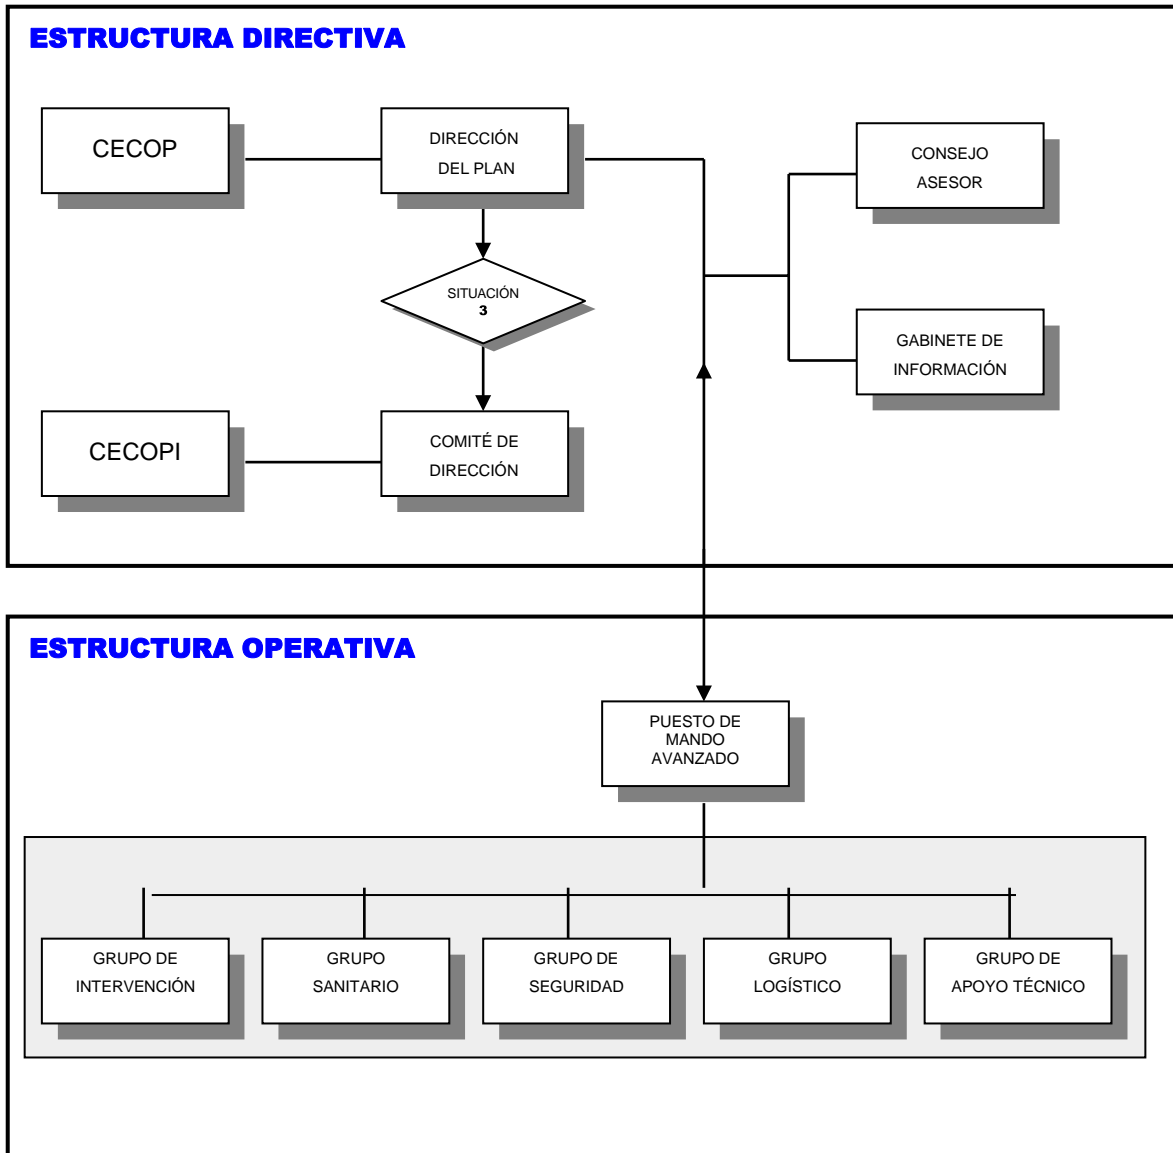 ESTRUCTURA DIRECTIVA
CECOP
DIRECCIÓN
DEL PLAN
CONSEJO
ASESOR
SITUACIÓN
3
GABINETE DE
INFORMACIÓN
CECOPI
COMITÉ DE
DIRECCIÓN
ESTRUCTURA OPERATIVA
PUESTO DE
MANDO
AVANZADO
GRUPO DE
INTERVENCIÓN
GRUPO
SANITARIO
GRUPO DE
SEGURIDAD
GRUPO
LOGÍSTICO
GRUPO DE
APOYO TÉCNICO